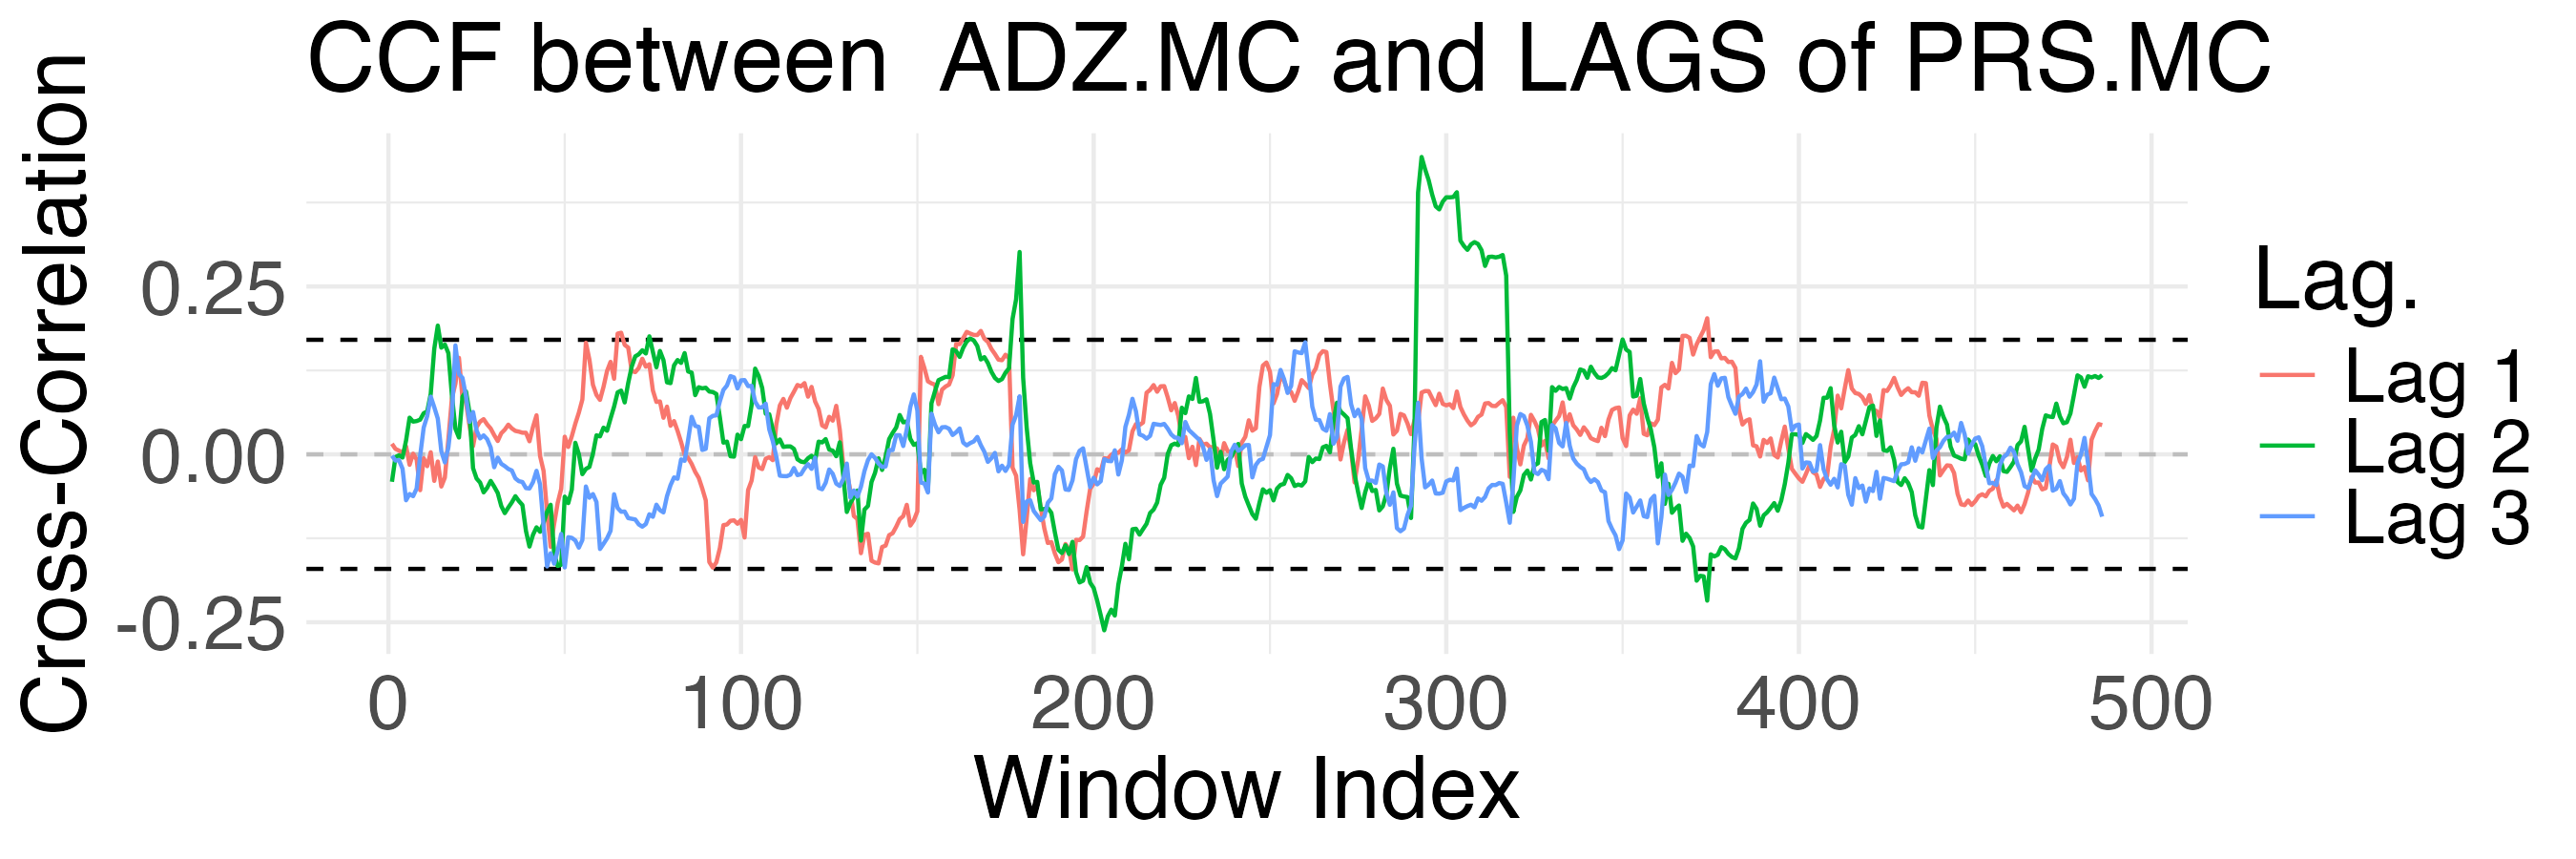 CCF between  ADZ.MC and LAGS of PRS.MC
Cross-Correlation
0.25
0.00
-0.25
0 100 200 300 400 500
Window Index
Lag.
Lag 1
Lag 2
Lag 3